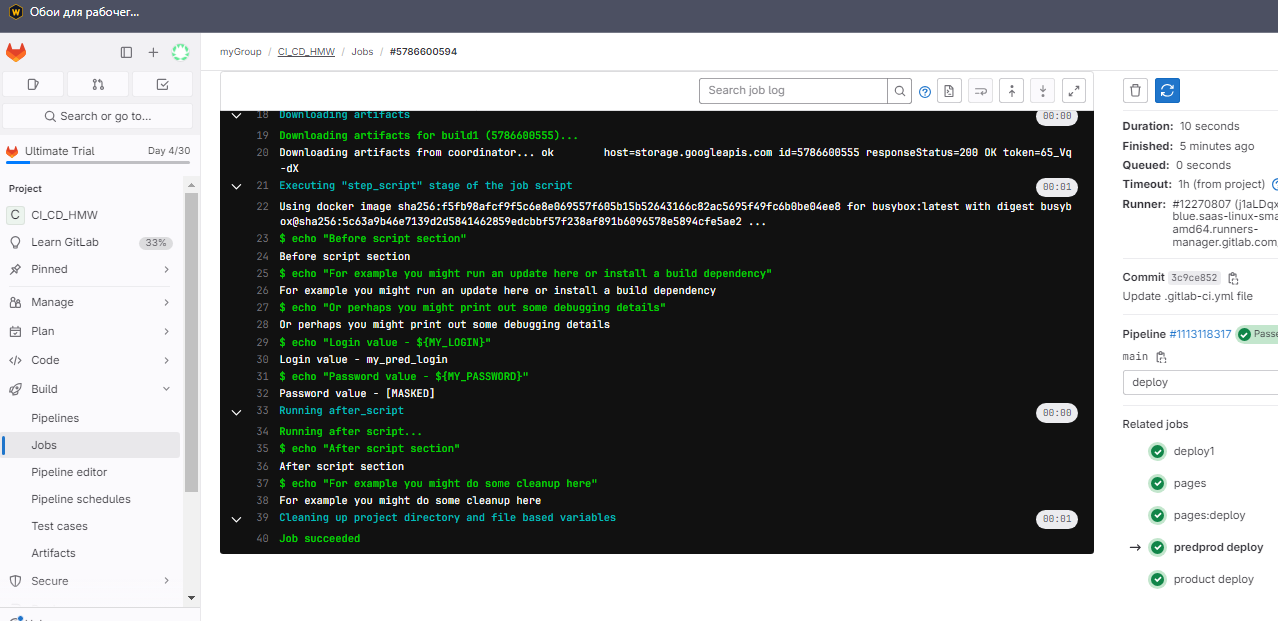 Обои для рабочег...
myGroup / CI_CD_HMW / Jobs / #5786600594
Search or go to...
Ultimate Trial Day 4/30
Project
C CI_CD_HMW
Learn GitLab 33%
Pinned
Manage
Plan
Code
Build
Pipelines
Jobs
Pipeline editor
Pipeline schedules
Test cases
Artifacts
Secure
Search job log
18 Downloading artifacts 00:00
19 Downloading artifacts for build1 (5786600555)...
20 Downloading artifacts from coordinator... ok host=storage.googleapis.com id=5786600555 responseStatus=200 OK token=65_Vq
-dX
21 Executing "step_script" stage of the job script 00:01
22 Using docker image sha256:f5fb98afcf9f5c6e8e069557f605b15b52643166c82ac5695f49fc6b0be04ee8 for busybox:latest with digest busyb
ox@sha256:5c63a9b46e7139d2d5841462859edcbbf57f238af891b6096578e5894cfe5ae2 ...
23 $ echo "Before script section"
24 Before script section
25 $ echo "For example you might run an update here or install a build dependency"
26 For example you might run an update here or install a build dependency
27 $ echo "Or perhaps you might print out some debugging details"
28 Or perhaps you might print out some debugging details
29 $ echo "Login value - ${MY_LOGIN}"
30 Login value - my_pred_login
31 $ echo "Password value - ${MY_PASSWORD}"
32 Password value - [MASKED]
33 Running after_script 00:00
34 Running after script...
35 $ echo "After script section"
36 After script section
37 $ echo "For example you might do some cleanup here"
38 For example you might do some cleanup here
39 Cleaning up project directory and file based variables 00:01
40 Job succeeded
Duration: 10 seconds
Finished: 5 minutes ago
Queued: 0 seconds
Timeout: 1h (from project)
Runner: #12270807 (j1aLDqx
blue.saas-linux-sma
amd64.runners-
manager.gitlab.com
Commit 3c9ce852
Update .gitlab-ci.yml file
Pipeline #1113118317 Passe
main
deploy
Related jobs
deploy1
pages
pages:deploy
→ predprod deploy
product deploy